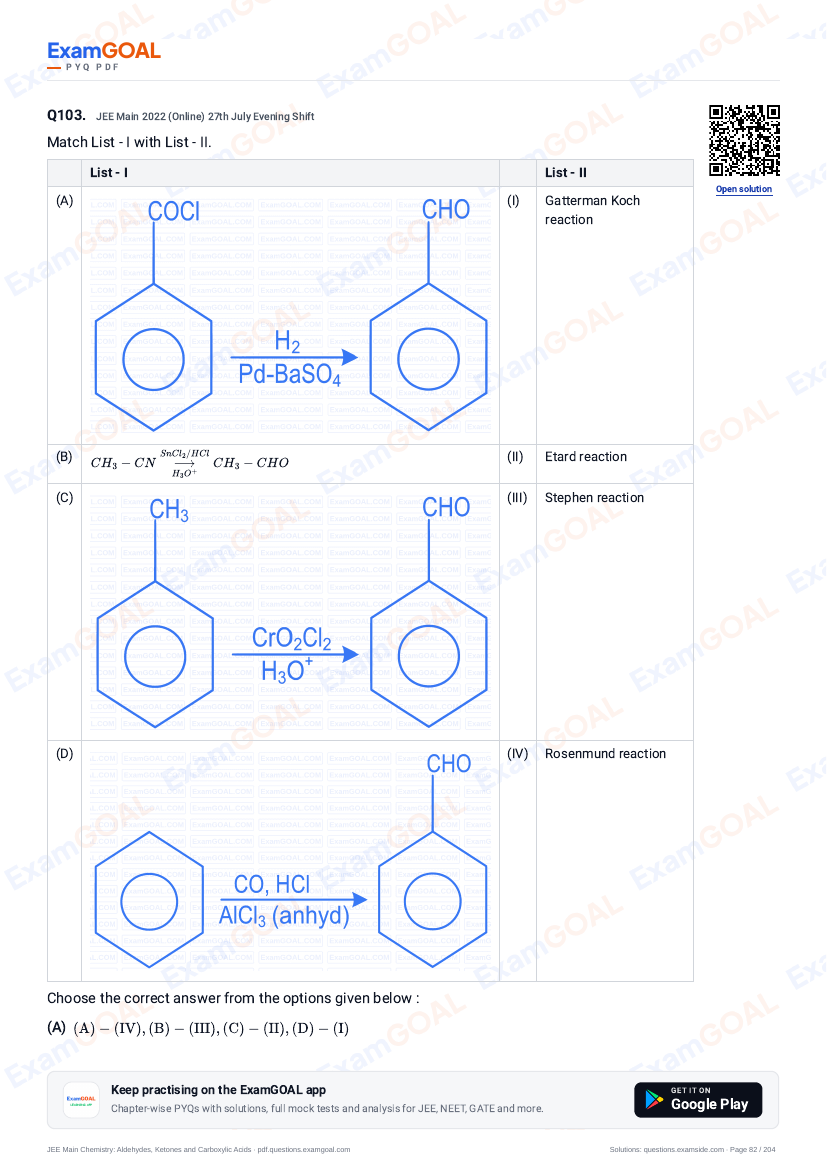 ExamGOAL
PYQ PDF
Q103. JEE Main 2022 (Online) 27th July Evening Shift
Match List - I with List - II.
Open solution
List - I List - II
(A) COCl CHO (I) Gatterman Koch
reaction
H₂
Pd-BaSO₄
(B) CH₃ − CN SnCl₂/HCl ⟶ H₃O⁺ CH₃ − CHO (II) Etard reaction
(C) CH₃ CHO (III) Stephen reaction
CrO₂Cl₂
H₃O⁺
(D) CHO (IV) Rosenmund reaction
CO, HCl
AlCl₃ (anhyd)
Choose the correct answer from the options given below :
(A) (A) − (IV), (B) − (III), (C) − (II), (D) − (I)
Keep practising on the ExamGOAL app
Chapter-wise PYQs with solutions, full mock tests and analysis for JEE, NEET, GATE and more.
GET IT ON
Google Play
JEE Main Chemistry: Aldehydes, Ketones and Carboxylic Acids · pdf.questions.examgoal.com
Solutions: questions.examside.com · Page 82 / 204